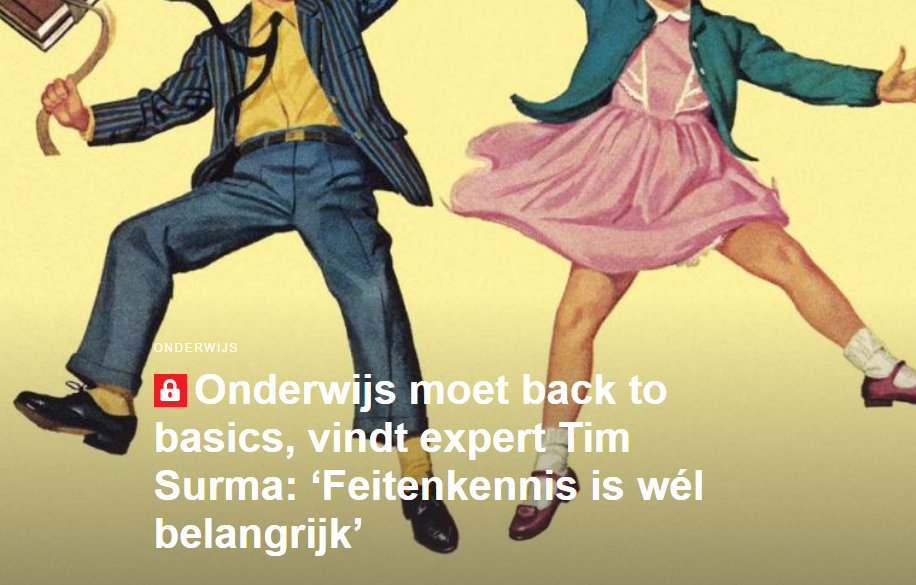 ONDERWIJS
Onderwijs moet back to
basics, vindt expert Tim
Surma: ‘Feitenkennis is wél
belangrijk’